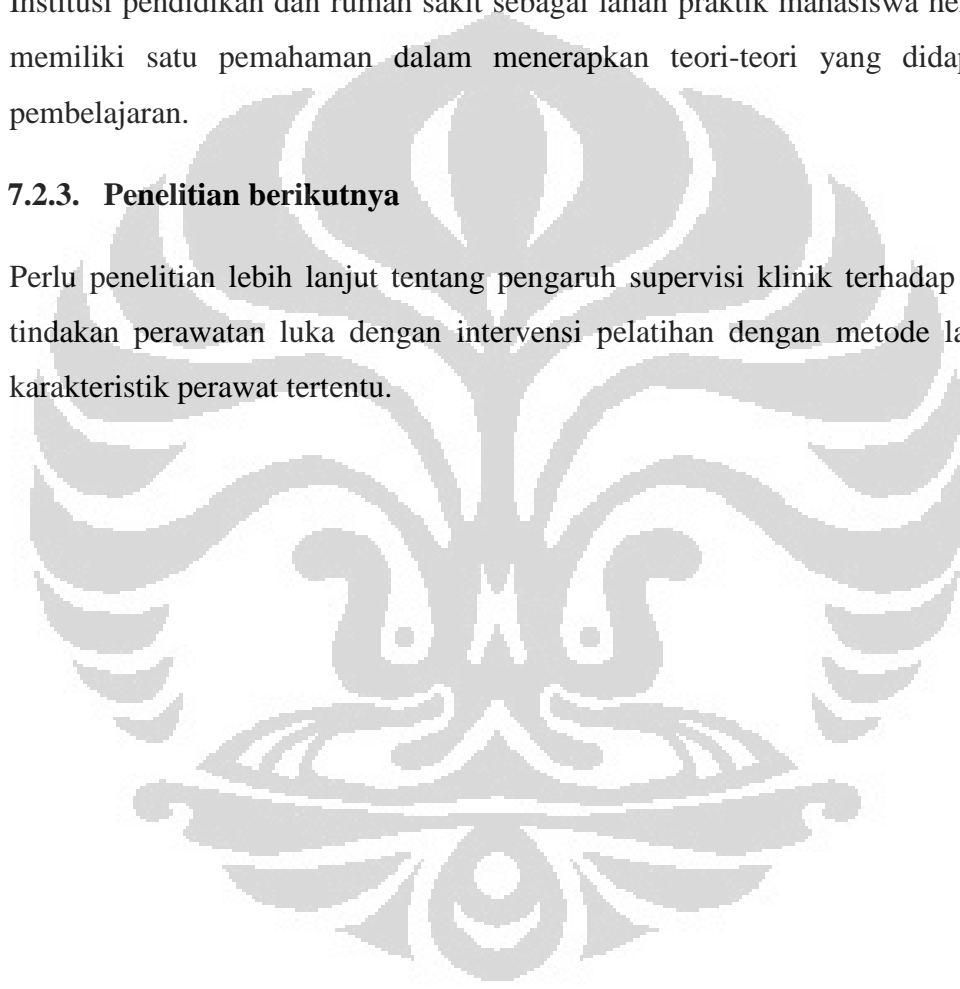 Institusi pendidikan dan rumah sakit sebagai lahan praktik mahasiswa
memiliki satu pemahaman dalam menerapkan teori-teori yang
pembelajaran.
7.2.3. Penelitian berikutnya
Perlu penelitian lebih lanjut tentang pengaruh supervisi klinik terhadap
tindakan perawatan luka dengan intervensi pelatihan dengan metode
karakteristik perawat tertentu.